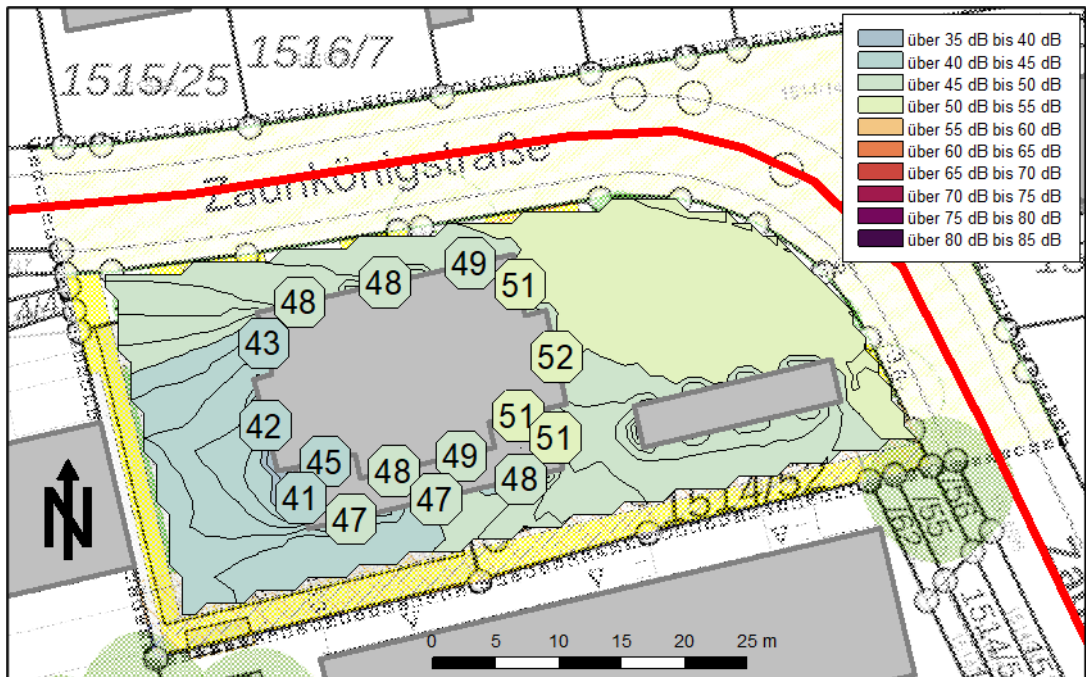 1515/25
1516/7
über 35 dB bis 40 dB
über 40 dB bis 45 dB
über 45 dB bis 50 dB
über 50 dB bis 55 dB
über 55 dB bis 60 dB
über 60 dB bis 65 dB
über 65 dB bis 70 dB
über 70 dB bis 75 dB
über 75 dB bis 80 dB
über 80 dB bis 85 dB
Zaunkönigstraße
49
48
51
48
43
52
51
42
51
49
45
48
48
41
47
47
N
1514/52
/56
/55
/62
0 5 10 15 20 25 m